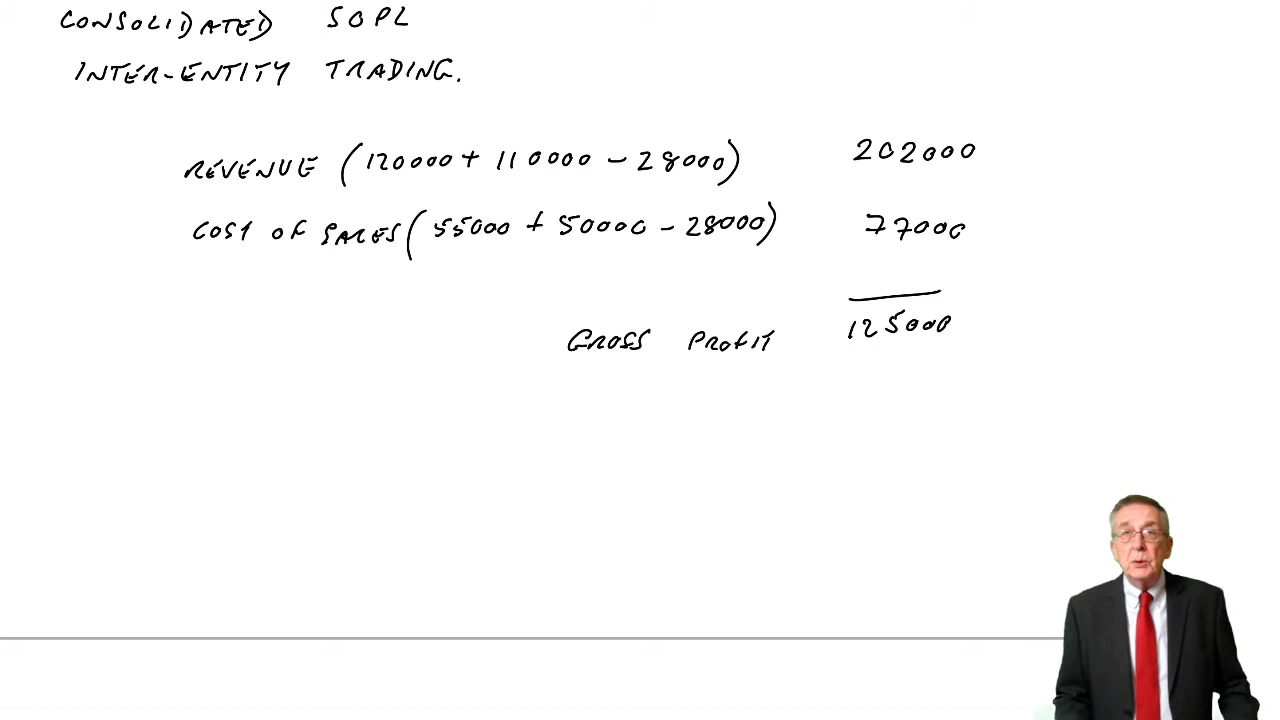 CONSOLIDATED SOPL
INTER-ENTITY TRADING.
REVENUE (120000 + 110000 - 28000) 202000
COST OF SALES (55000 + 50000 - 28000) 77000
GROSS PROFIT 125000